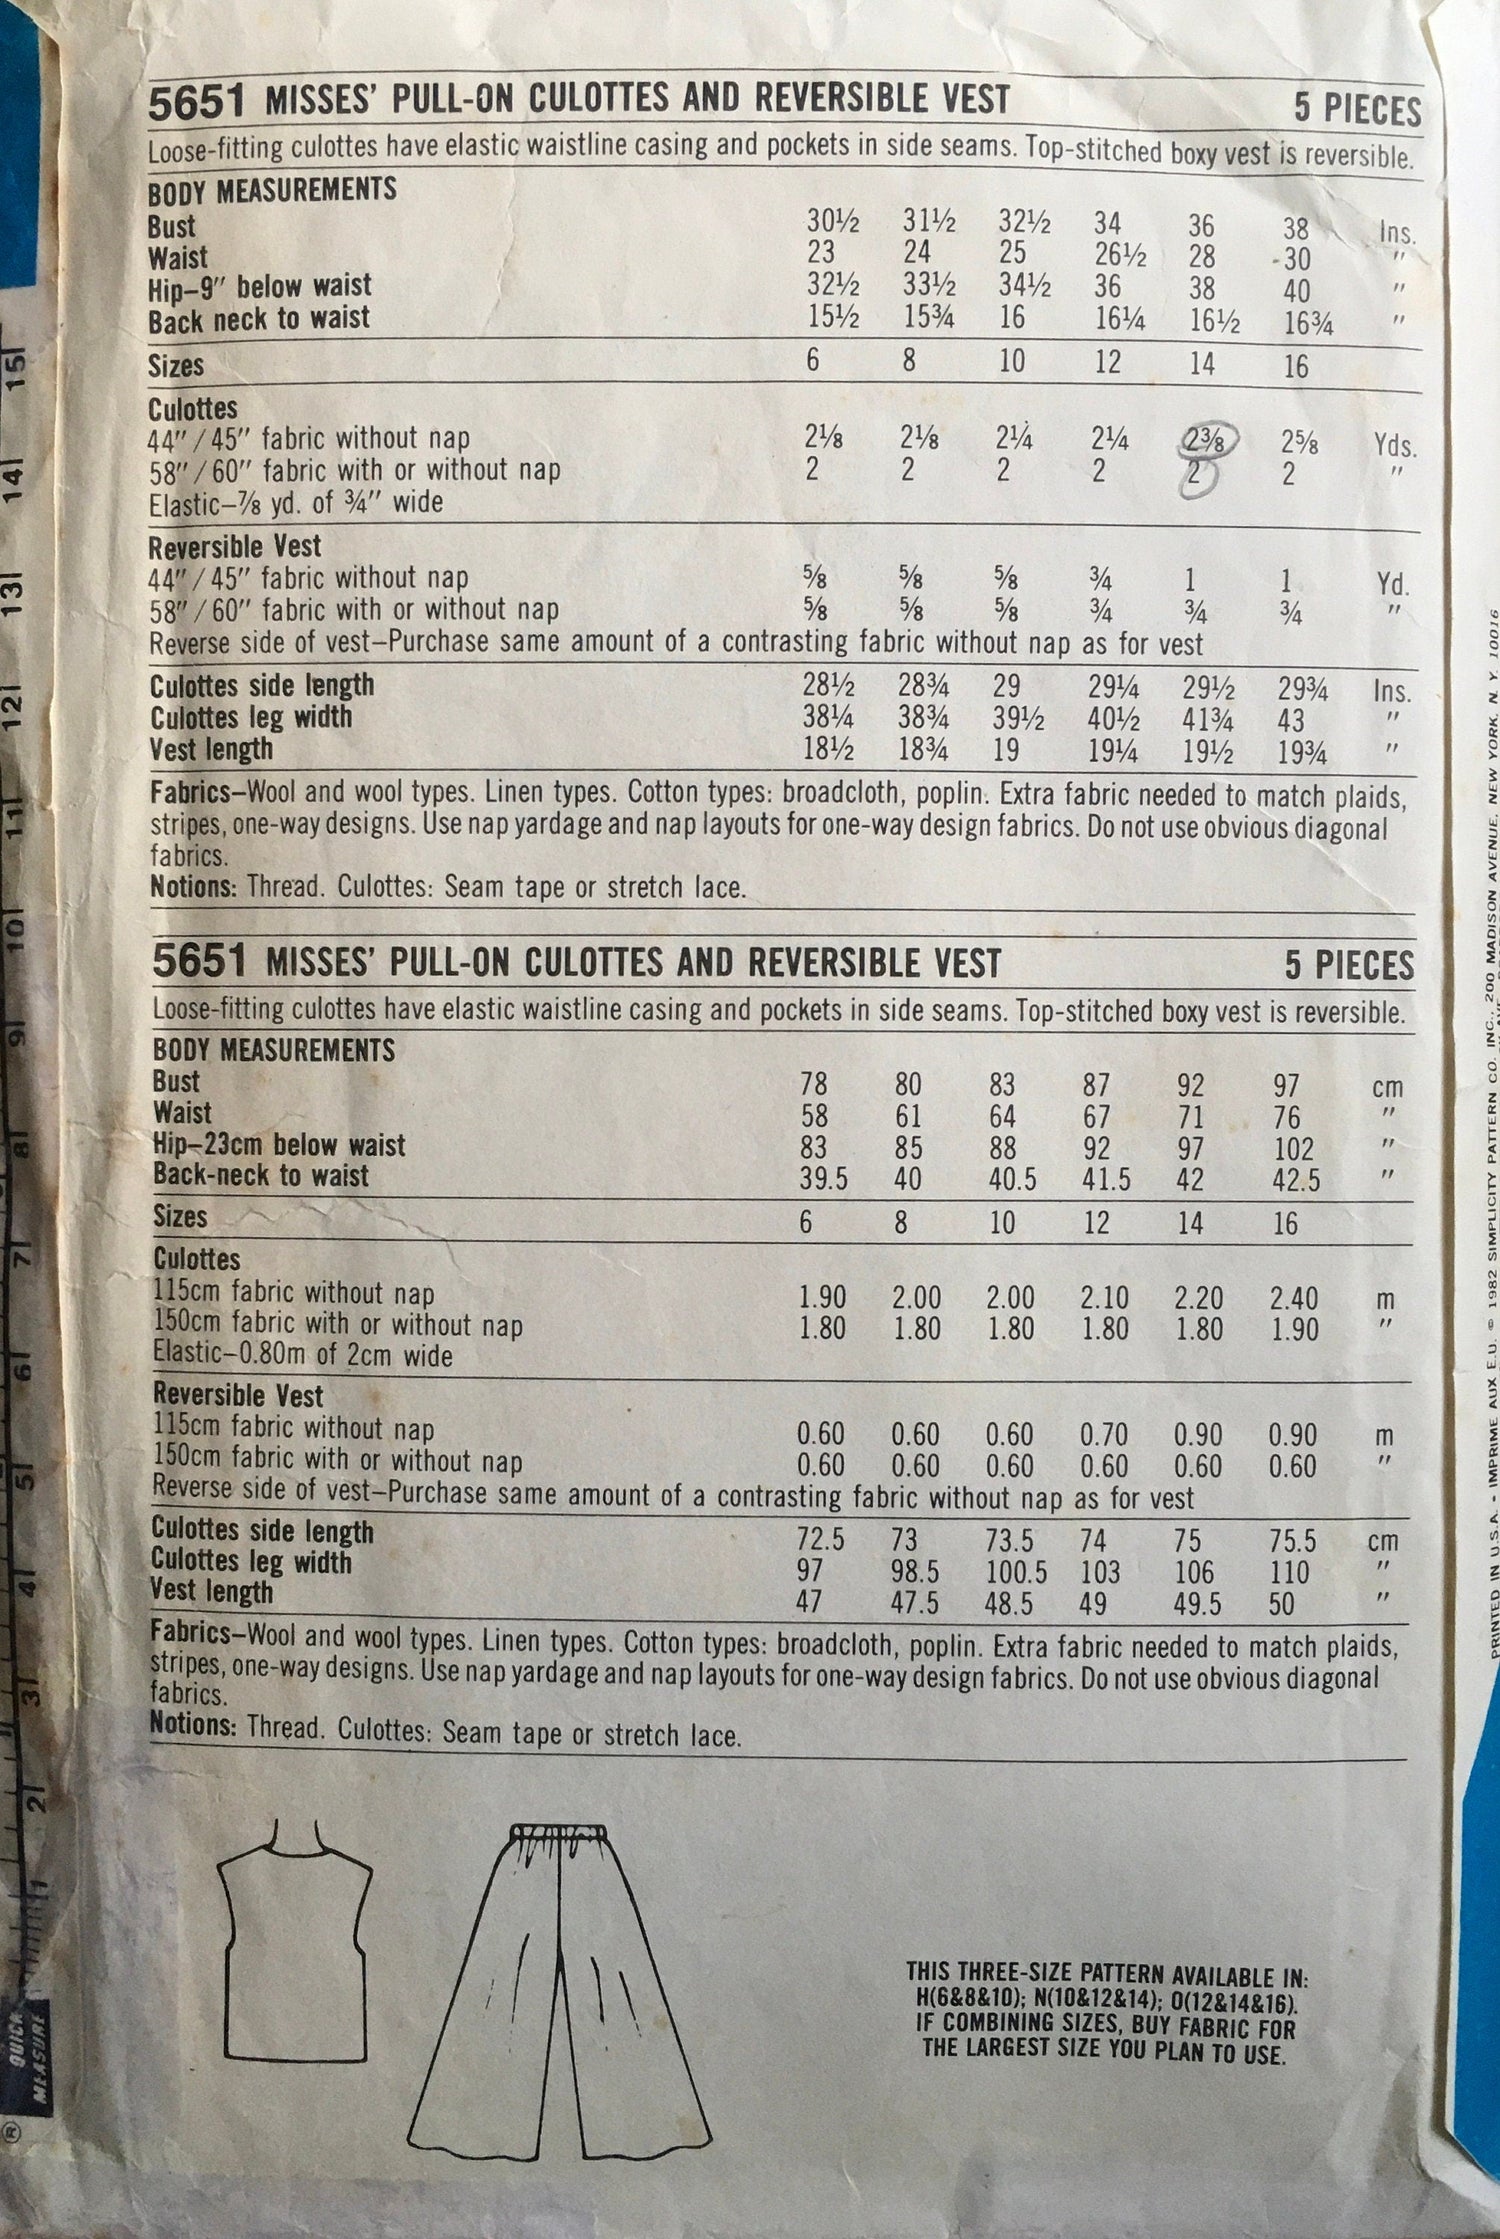 5651 MISSES' PULL-ON CULOTTES AND REVERSIBLE VEST 5 PIECES
Loose-fitting culottes have elastic waistline casing and pockets in side seams. Top-stitched boxy vest is reversible.
BODY MEASUREMENTS
Bust 30½ 31½ 32½ 34 36 38 Ins.
Waist 23 24 25 26½ 28 30 "
Hip–9" below waist 32½ 33½ 34½ 36 38 40 "
Back neck to waist 15½ 15¾ 16 16¼ 16½ 16¾ "
Sizes 6 8 10 12 14 16
Culottes
44"/45" fabric without nap 2⅛ 2⅛ 2¼ 2¼ 2⅜ 2⅝ Yds.
58"/60" fabric with or without nap 2 2 2 2 2 2 "
Elastic–⅞ yd. of ¾" wide
Reversible Vest
44"/45" fabric without nap ⅝ ⅝ ⅝ ¾ 1 1 Yd.
58"/60" fabric with or without nap ⅝ ⅝ ⅝ ¾ ¾ ¾ "
Reverse side of vest–Purchase same amount of a contrasting fabric without nap as for vest
Culottes side length 28½ 28¾ 29 29¼ 29½ 29¾ Ins.
Culottes leg width 38¼ 38¾ 39½ 40½ 41¾ 43 "
Vest length 18½ 18¾ 19 19¼ 19½ 19¾ "
Fabrics–Wool and wool types. Linen types. Cotton types: broadcloth, poplin. Extra fabric needed to match plaids,
stripes, one-way designs. Use nap yardage and nap layouts for one-way design fabrics. Do not use obvious diagonal
fabrics.
Notions: Thread. Culottes: Seam tape or stretch lace.
5651 MISSES' PULL-ON CULOTTES AND REVERSIBLE VEST 5 PIECES
Loose-fitting culottes have elastic waistline casing and pockets in side seams. Top-stitched boxy vest is reversible.
BODY MEASUREMENTS
Bust 78 80 83 87 92 97 cm
Waist 58 61 64 67 71 76 "
Hip–23cm below waist 83 85 88 92 97 102 "
Back-neck to waist 39.5 40 40.5 41.5 42 42.5 "
Sizes 6 8 10 12 14 16
Culottes
115cm fabric without nap 1.90 2.00 2.00 2.10 2.20 2.40 m
150cm fabric with or without nap 1.80 1.80 1.80 1.80 1.80 1.90 "
Elastic–0.80m of 2cm wide
Reversible Vest
115cm fabric without nap 0.60 0.60 0.60 0.70 0.90 0.90 m
150cm fabric with or without nap 0.60 0.60 0.60 0.60 0.60 0.60 "
Reverse side of vest–Purchase same amount of a contrasting fabric without nap as for vest
Culottes side length 72.5 73 73.5 74 75 75.5 cm
Culottes leg width 97 98.5 100.5 103 106 110 "
Vest length 47 47.5 48.5 49 49.5 50 "
Fabrics–Wool and wool types. Linen types. Cotton types: broadcloth, poplin. Extra fabric needed to match plaids,
stripes, one-way designs. Use nap yardage and nap layouts for one-way design fabrics. Do not use obvious diagonal
fabrics.
Notions: Thread. Culottes: Seam tape or stretch lace.
THIS THREE-SIZE PATTERN AVAILABLE IN:
H(6&8&10); N(10&12&14); O(12&14&16).
IF COMBINING SIZES, BUY FABRIC FOR
THE LARGEST SIZE YOU PLAN TO USE.
15 14 13 12 11 10 9 8 7 6 5 4 3 2 1
QUICK
MEASURE
®
PRINTED IN U.S.A. • IMPRIME AUX E.U. © 1982 SIMPLICITY PATTERN CO. INC., 200 MADISON AVENUE, NEW YORK, N. Y. 10016